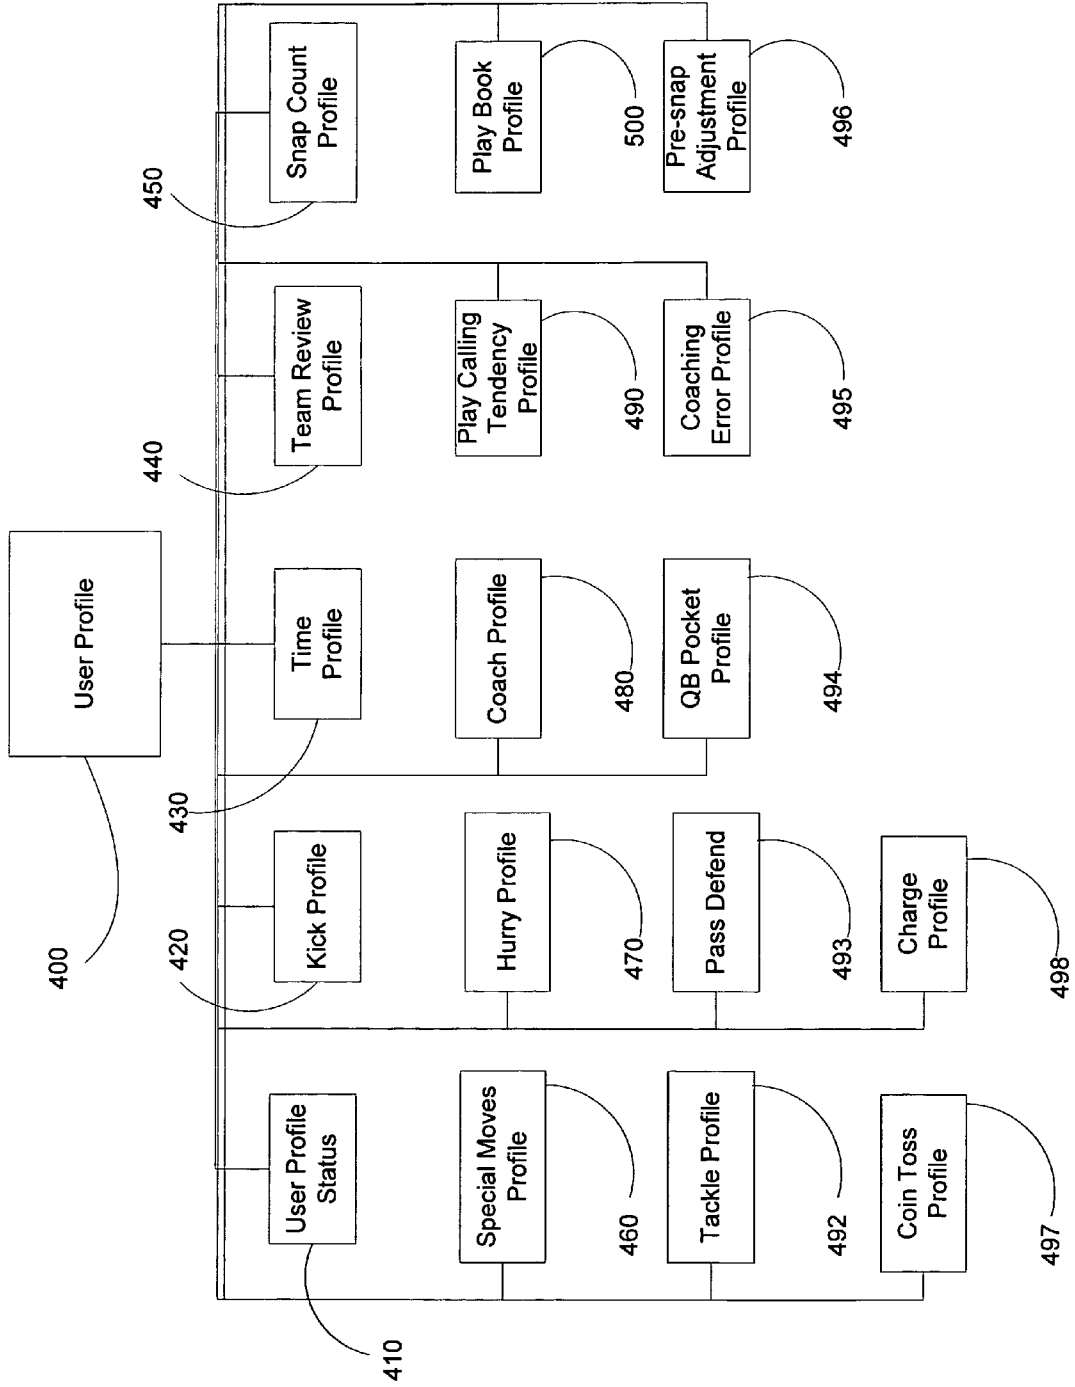 400
User Profile
410
User Profile
Status
420
Kick Profile
430
Time
Profile
440
Team Review
Profile
450
Snap Count
Profile
Special Moves
Profile
460
Hurry Profile
470
Coach Profile
480
Play Calling
Tendency
Profile
490
Play Book
Profile
500
Tackle Profile
492
Pass Defend
493
QB Pocket
Profile
494
Coaching
Error Profile
495
Pre-snap
Adjustment
Profile
496
Coin Toss
Profile
497
Charge
Profile
498